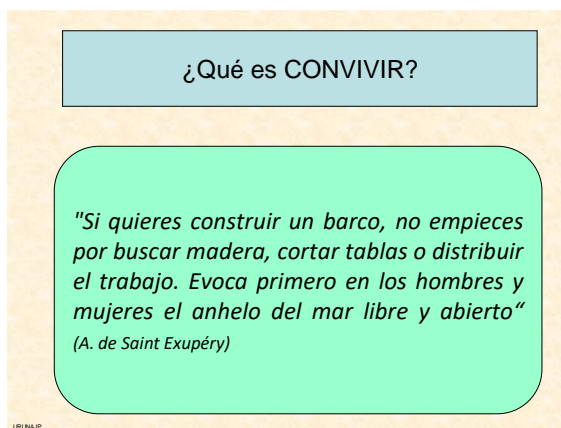 ¿Qué es CONVIVIR?
"Si quieres construir un barco, no empieces
por buscar madera, cortar tablas o distribuir
el trabajo. Evoca primero en los hombres y
mujeres el anhelo del mar libre y abierto“
(A. de Saint Exupéry)